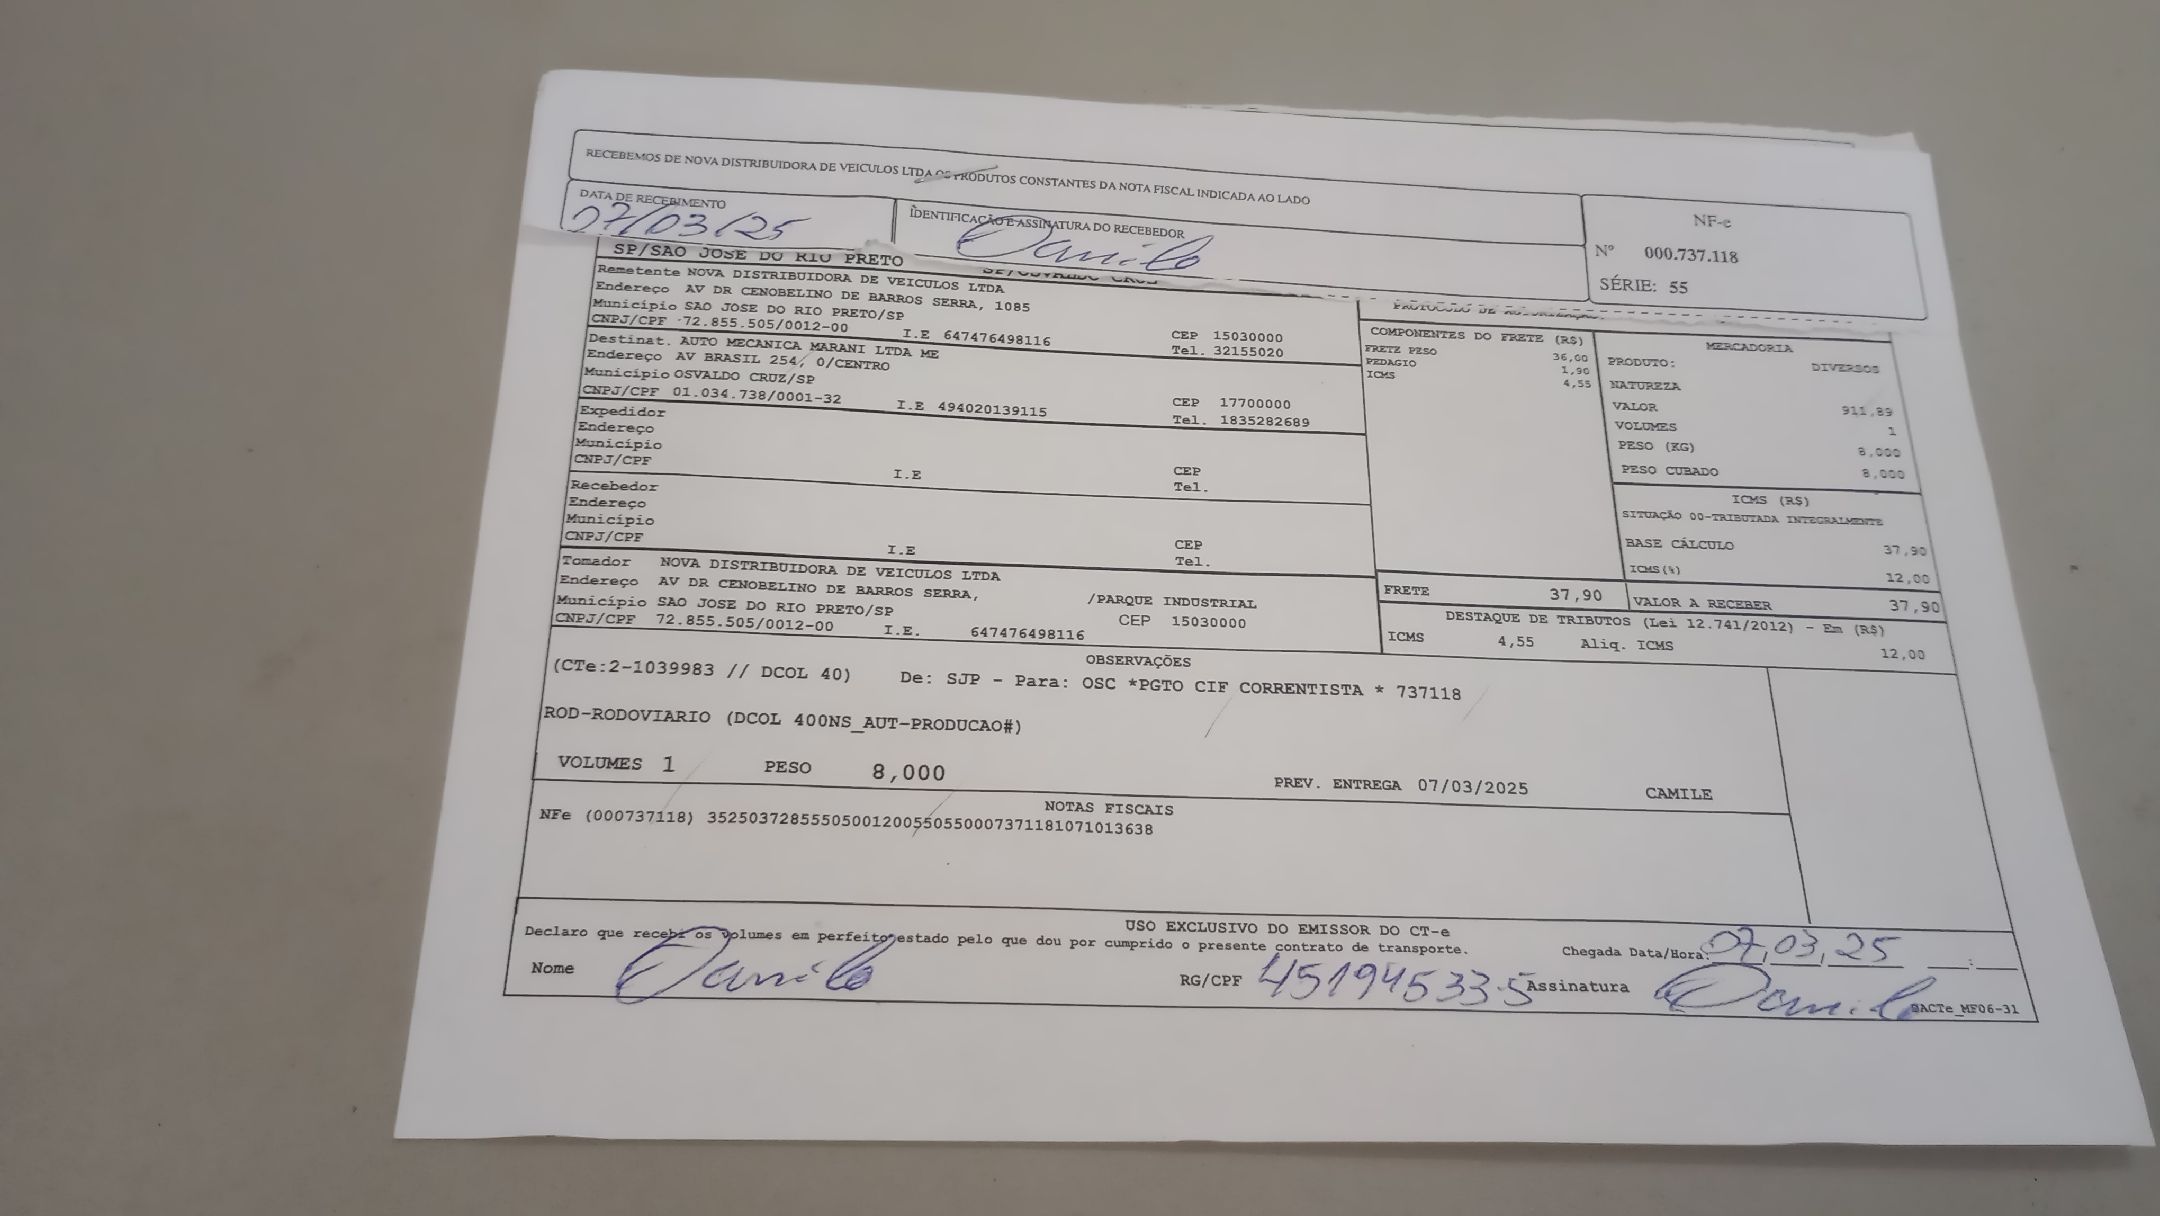 RECEBEMOS DE NOVA DISTRIBUIDORA DE VEICULOS LTDA OS PRODUTOS CONSTANTES DA NOTA FISCAL INDICADA AO LADO
DATA DE RECEBIMENTO
07/03/25
IDENTIFICAÇÃO E ASSINATURA DO RECEBEDOR
Danilo
NF-e
Nº 000.737.118
SÉRIE: 55
SP/SAO JOSE DO RIO PRETO
SP/OSVALDO CRUZ
Remetente NOVA DISTRIBUIDORA DE VEICULOS LTDA
Endereço AV DR CENOBELINO DE BARROS SERRA, 1085
Município SAO JOSE DO RIO PRETO/SP CEP 15030000
CNPJ/CPF 72.855.505/0012-00 I.E 647476498116 Tel. 32155020
Destinat. AUTO MECANICA MARANI LTDA ME
Endereço AV BRASIL 254, 0/CENTRO
Município OSVALDO CRUZ/SP CEP 17700000
CNPJ/CPF 01.034.738/0001-32 I.E 494020139115 Tel. 1835282689
Expedidor
Endereço
Município CEP
CNPJ/CPF I.E Tel.
Recebedor
Endereço
Município CEP
CNPJ/CPF I.E Tel.
Tomador NOVA DISTRIBUIDORA DE VEICULOS LTDA
Endereço AV DR CENOBELINO DE BARROS SERRA, /PARQUE INDUSTRIAL
Município SAO JOSE DO RIO PRETO/SP CEP 15030000
CNPJ/CPF 72.855.505/0012-00 I.E. 647476498116
PROTOCOLO DE AUTORIZAÇÃO
COMPONENTES DO FRETE (R$)
FRETE PESO 36,00
PEDAGIO 1,90
ICMS 4,55
MERCADORIA
PRODUTO: DIVERSOS
NATUREZA
VALOR 911,89
VOLUMES 1
PESO (KG) 8,000
PESO CUBADO 8,000
ICMS (R$)
SITUAÇÃO 00-TRIBUTADA INTEGRALMENTE
BASE CÁLCULO 37,90
ICMS(%) 12,00
FRETE 37,90 VALOR A RECEBER 37,90
DESTAQUE DE TRIBUTOS (Lei 12.741/2012) - Em (R$)
ICMS 4,55 Aliq. ICMS 12,00
OBSERVAÇÕES
(CTe:2-1039983 // DCOL 40) De: SJP - Para: OSC *PGTO CIF CORRENTISTA * 737118
ROD-RODOVIARIO (DCOL 400NS_AUT-PRODUCAO#)
VOLUMES 1 PESO 8,000 PREV. ENTREGA 07/03/2025 CAMILE
NOTAS FISCAIS
NFe (000737118) 35250372855505001200550550007371181071013638
USO EXCLUSIVO DO EMISSOR DO CT-e
Declaro que recebi os volumes em perfeito estado pelo que dou por cumprido o presente contrato de transporte.
Chegada Data/Hora: 07,03,25 __:__
Nome Danilo RG/CPF 451945335 Assinatura Danilo
DACTe_MF06-31